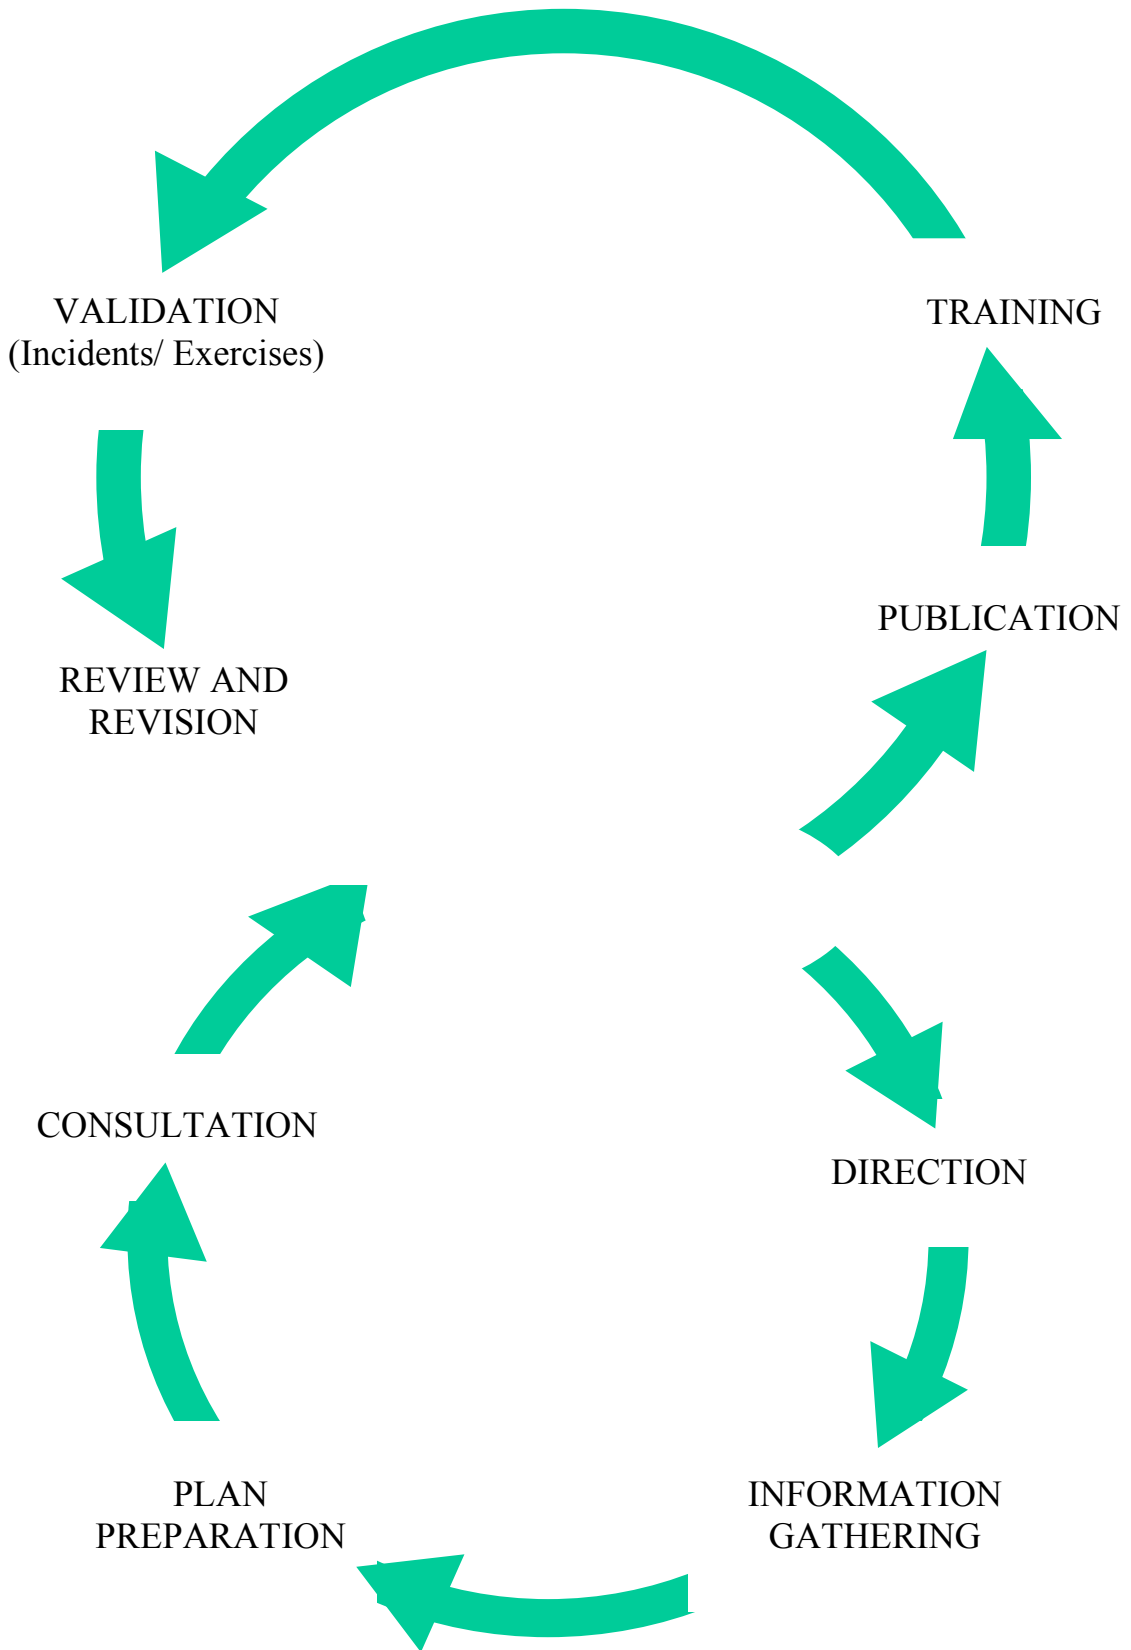 VALIDATION
(Incidents/ Exercises)
TRAINING
PUBLICATION
REVIEW AND
REVISION
CONSULTATION
DIRECTION
PLAN
PREPARATION
INFORMATION
GATHERING